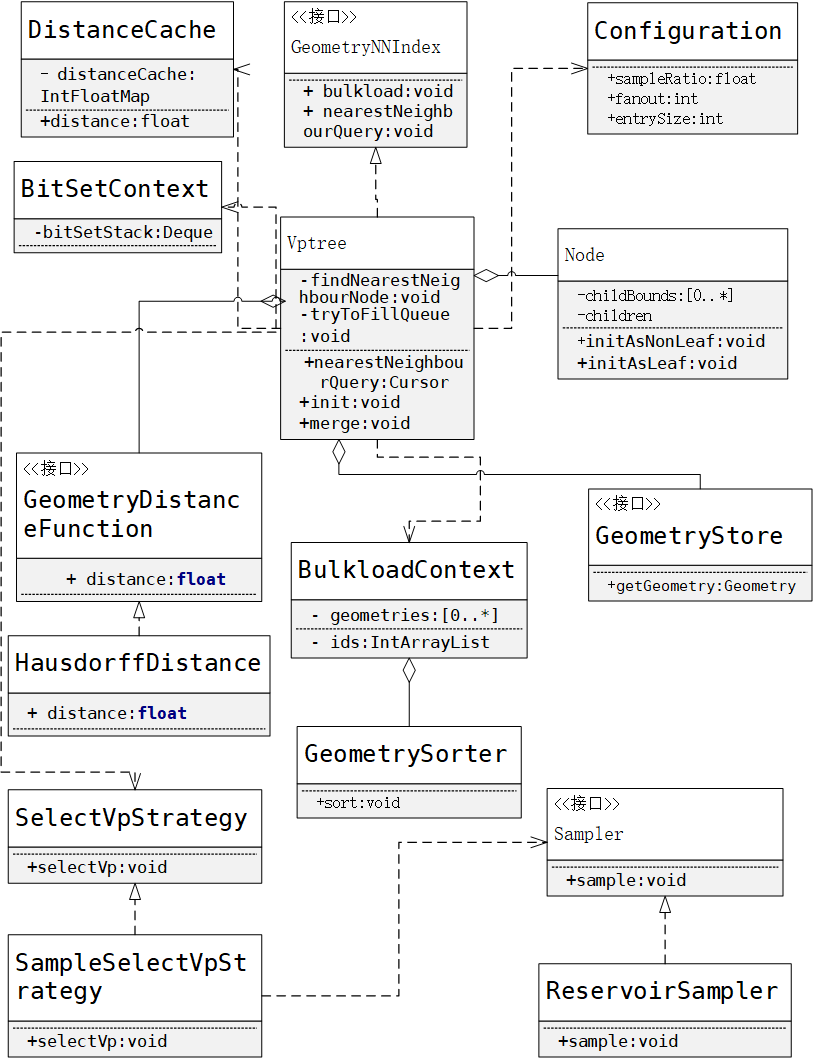 DistanceCache
- distanceCache:
IntFloatMap
+distance:float
<<接口>>
GeometryNNIndex
+ bulkload:void
+ nearestNeighb
ourQuery:void
Configuration
+sampleRatio:float
+fanout:int
+entrySize:int
BitSetContext
-bitSetStack:Deque
Vptree
-findNearestNeig
hbourNode:void
-tryToFillQueue
:void
+nearestNeighbou
rQuery:Cursor
+init:void
+merge:void
Node
-childBounds:[0..*]
-children
+initAsNonLeaf:void
+initAsLeaf:void
<<接口>>
GeometryDistanc
eFunction
+ distance:float
<<接口>>
GeometryStore
+getGeometry:Geometry
BulkloadContext
- geometries:[0..*]
- ids:IntArrayList
HausdorffDistance
+ distance:float
GeometrySorter
+sort:void
SelectVpStrategy
+selectVp:void
<<接口>>
Sampler
+sample:void
SampleSelectVpSt
rategy
+selectVp:void
ReservoirSampler
+sample:void